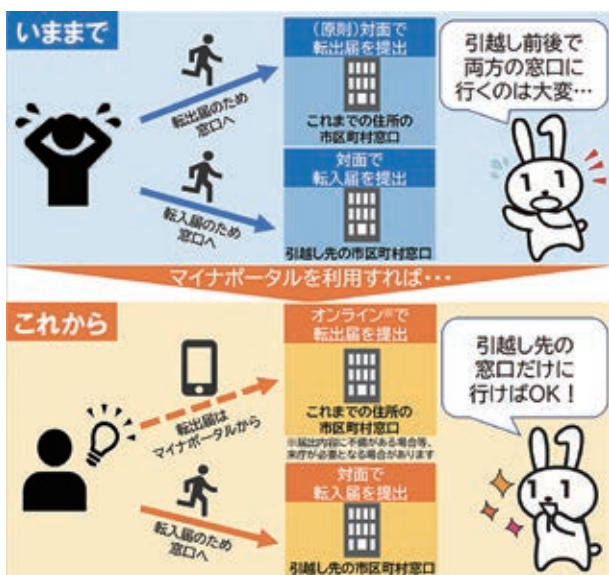 いままで
(原則)対面で
転出届を提出
転出届のため
窓口へ
これまでの住所の
市区町村窓口
対面で
転入届を提出
転入届のため
窓口へ
引越し先の市区町村窓口
引越し前後で
両方の窓口に
行くのは大変…
マイナポータルを利用すれば・・・
これから
オンライン※で
転出届を提出
転出届は
マイナポータルから
これまでの住所の
市区町村窓口
※届出内容に不備がある場合等、
来庁が必要となる場合があります
対面で
転入届を提出
転入届のため
窓口へ
引越し先の市区町村窓口
引越し先の
窓口だけに
行けばOK!